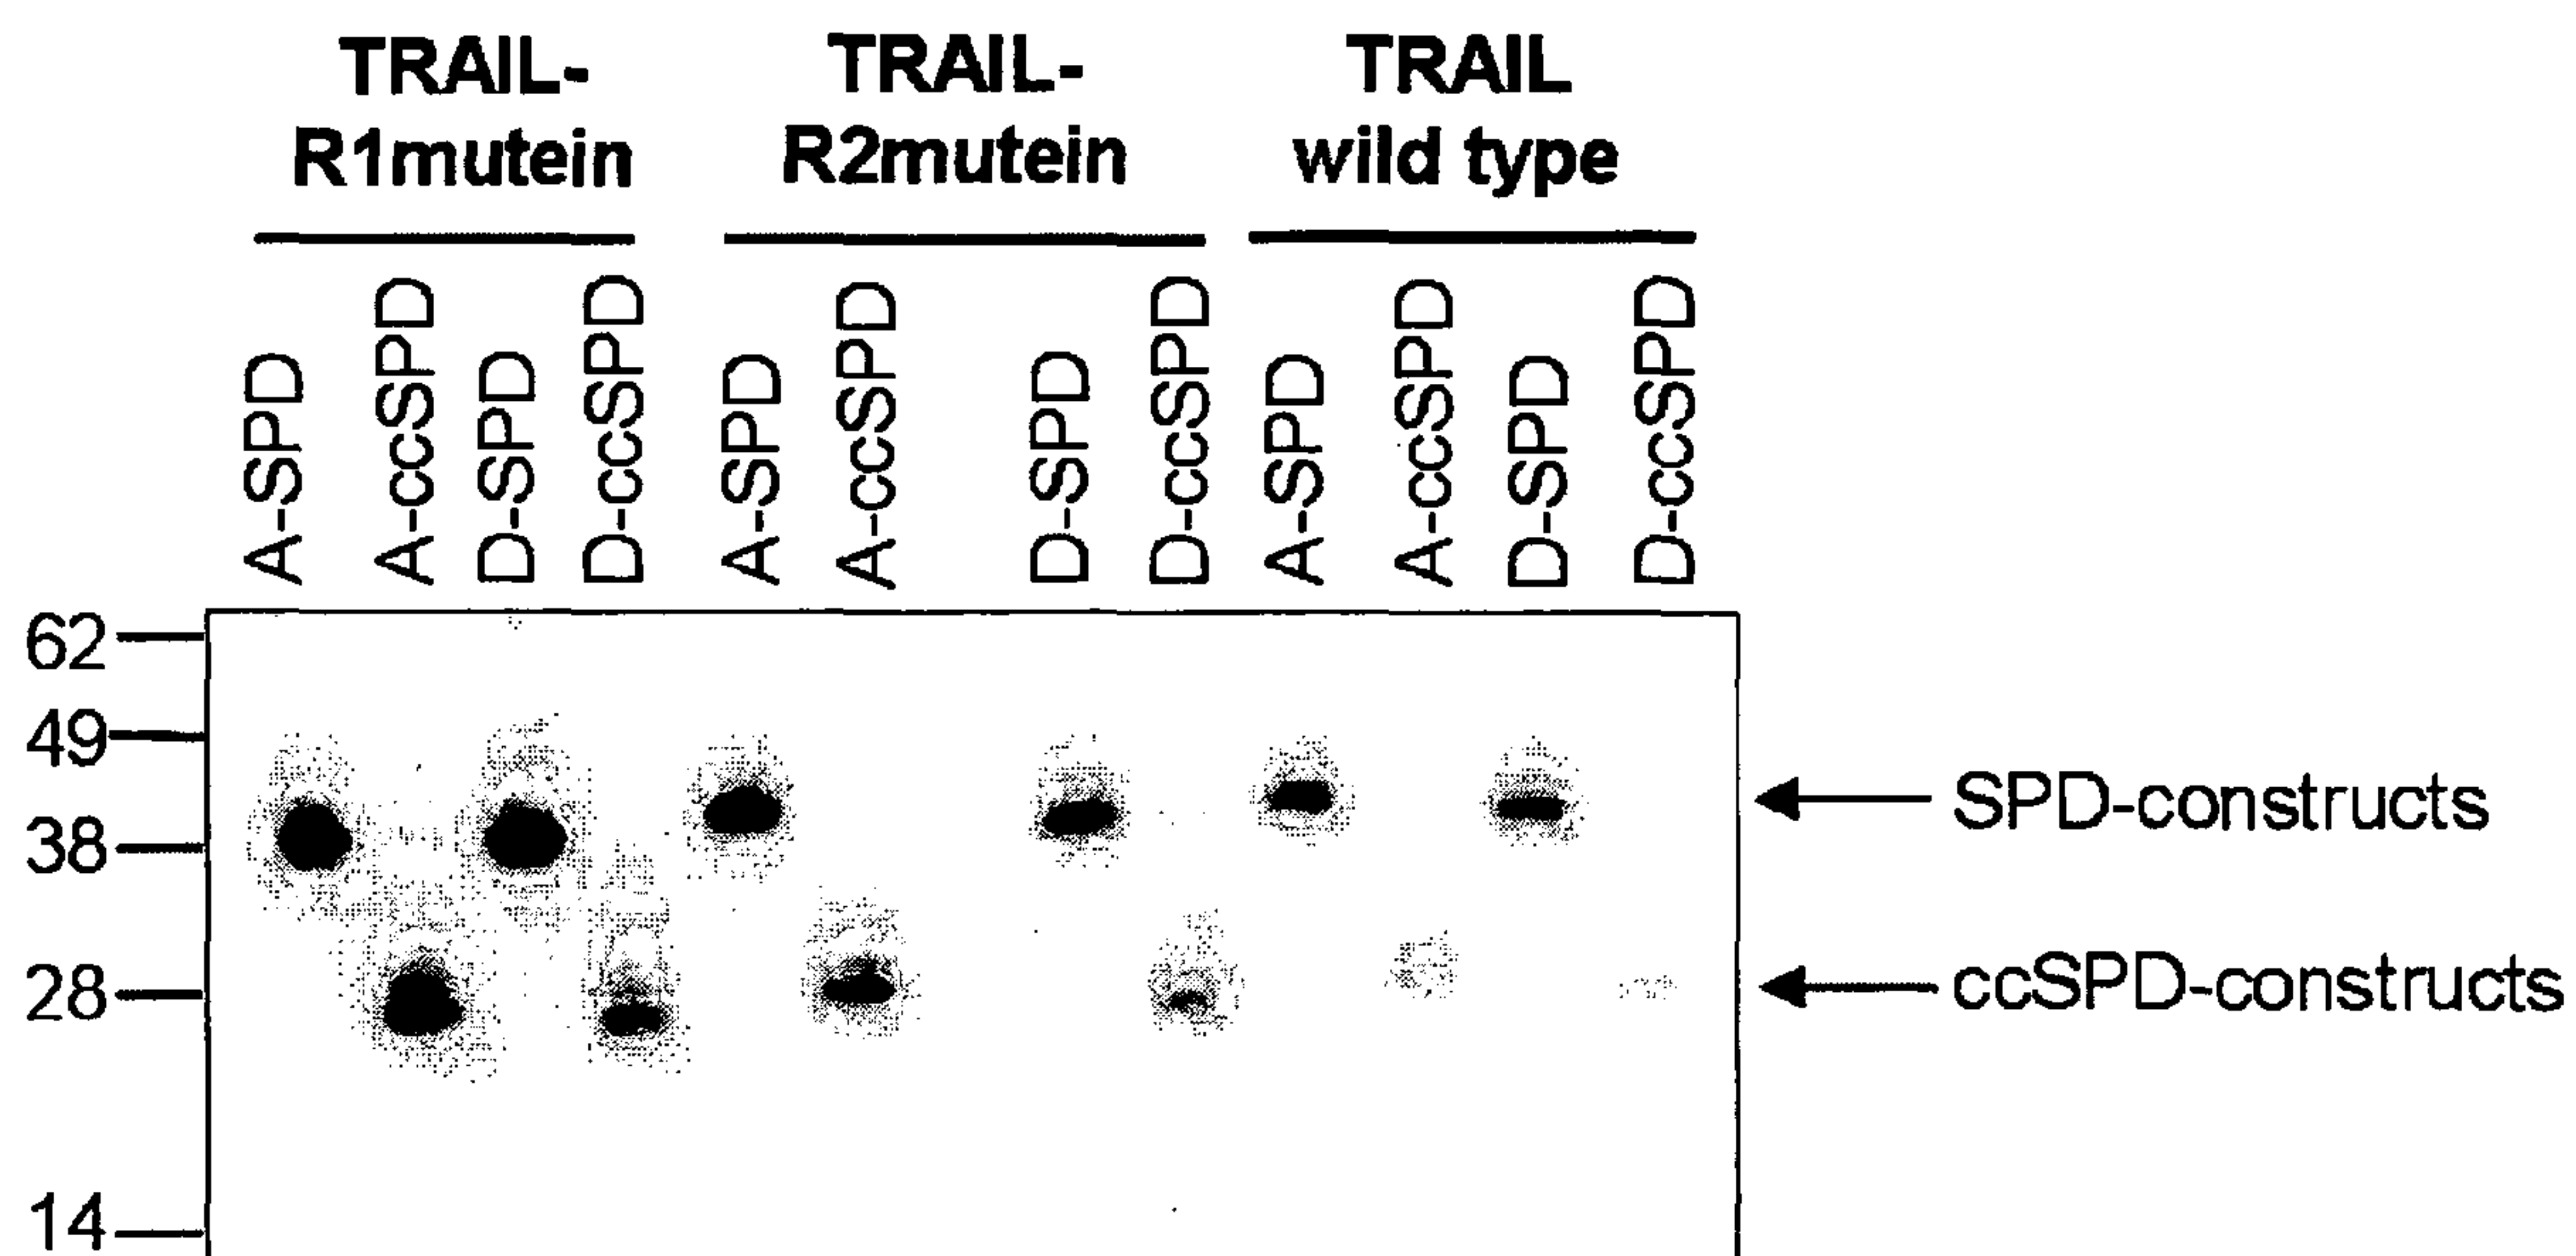 TRAIL-
R1mutein
TRAIL-
R2mutein
TRAIL
wild type
A-SPD
A-ccSPD
D-SPD
D-ccSPD
A-SPD
A-ccSPD
D-SPD
D-ccSPD
A-SPD
A-ccSPD
D-SPD
D-ccSPD
62
49
38
28
14
SPD-constructs
ccSPD-constructs